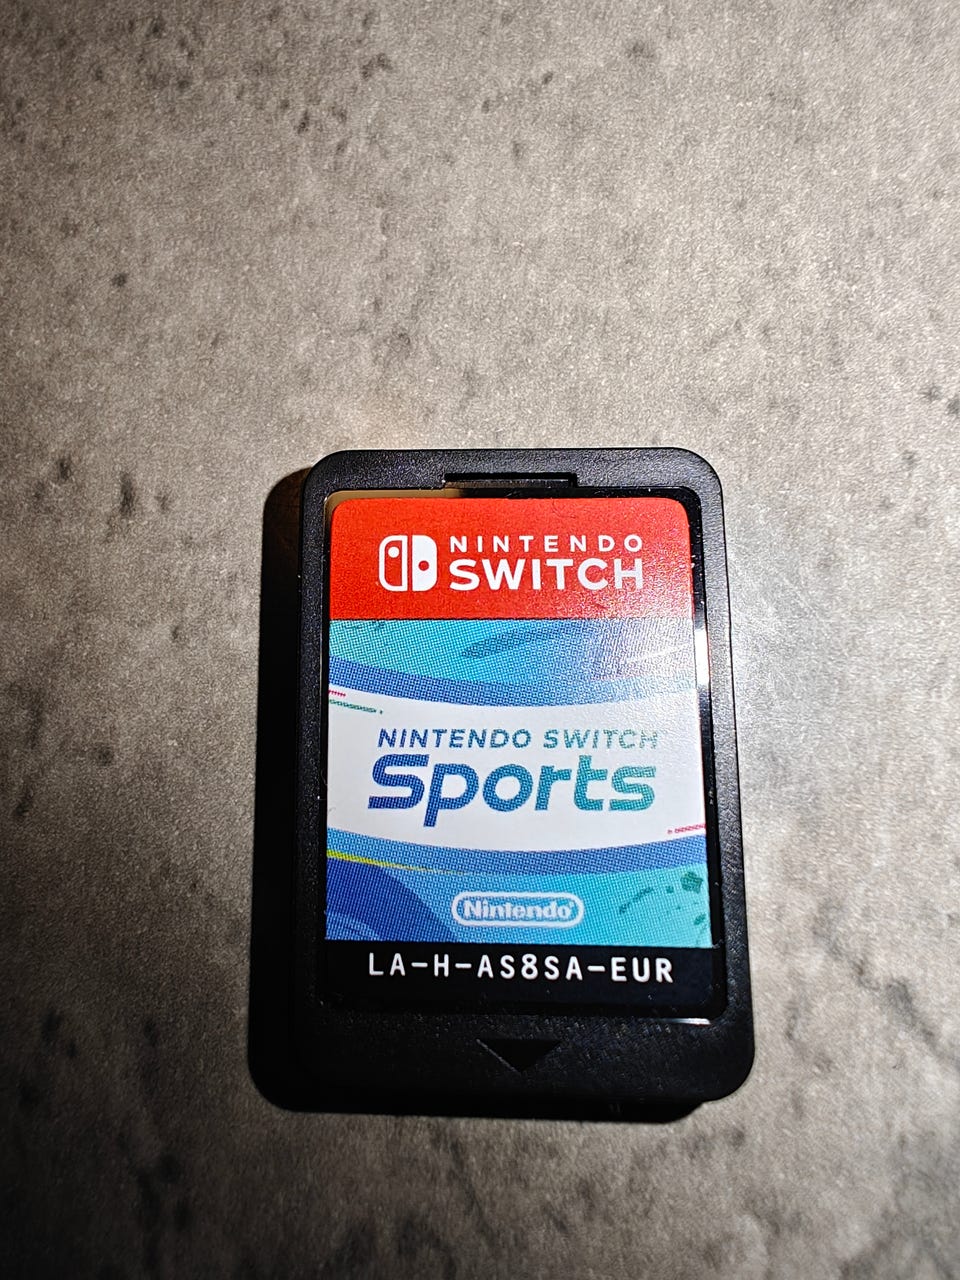 NINTENDO
SWITCH
NINTENDO SWITCH
Sports
Nintendo
LA-H-AS8SA-EUR